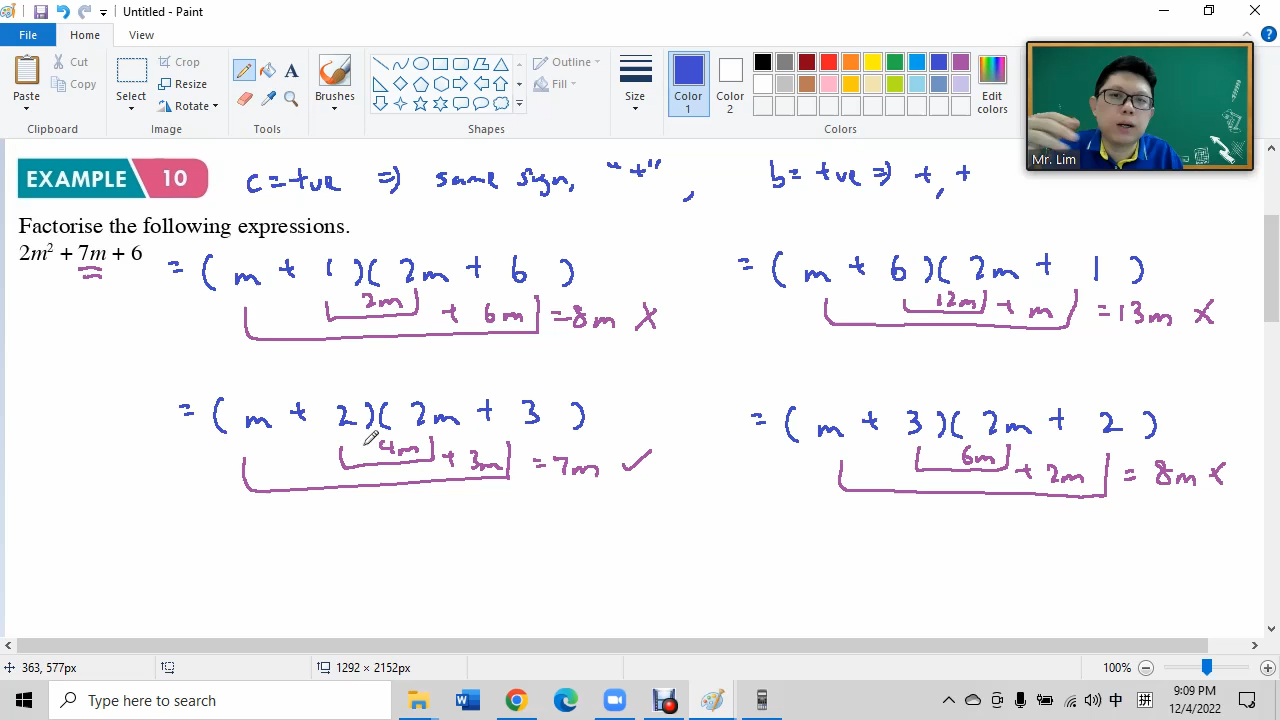 Untitled - Paint
File Home View
Paste Cut Copy Clipboard
Select Crop Resize Rotate Image
Tools
Brushes
Shapes Outline Fill
Size
Color 1 Color 2 Edit colors Colors
Mr. Lim
EXAMPLE 10
c = +ve ⇒ same sign, "+", b = +ve ⇒ +, +
Factorise the following expressions.
2m² + 7m + 6
= (m + 1)(2m + 6)
2m + 6m = 8m ✗
= (m + 6)(2m + 1)
12m + m = 13m ✗
= (m + 2)(2m + 3)
4m + 3m = 7m ✓
= (m + 3)(2m + 2)
6m + 2m = 8m ✗
363, 577px 1292 × 2152px 100%
Type here to search
中 拼 9:09 PM
12/4/2022